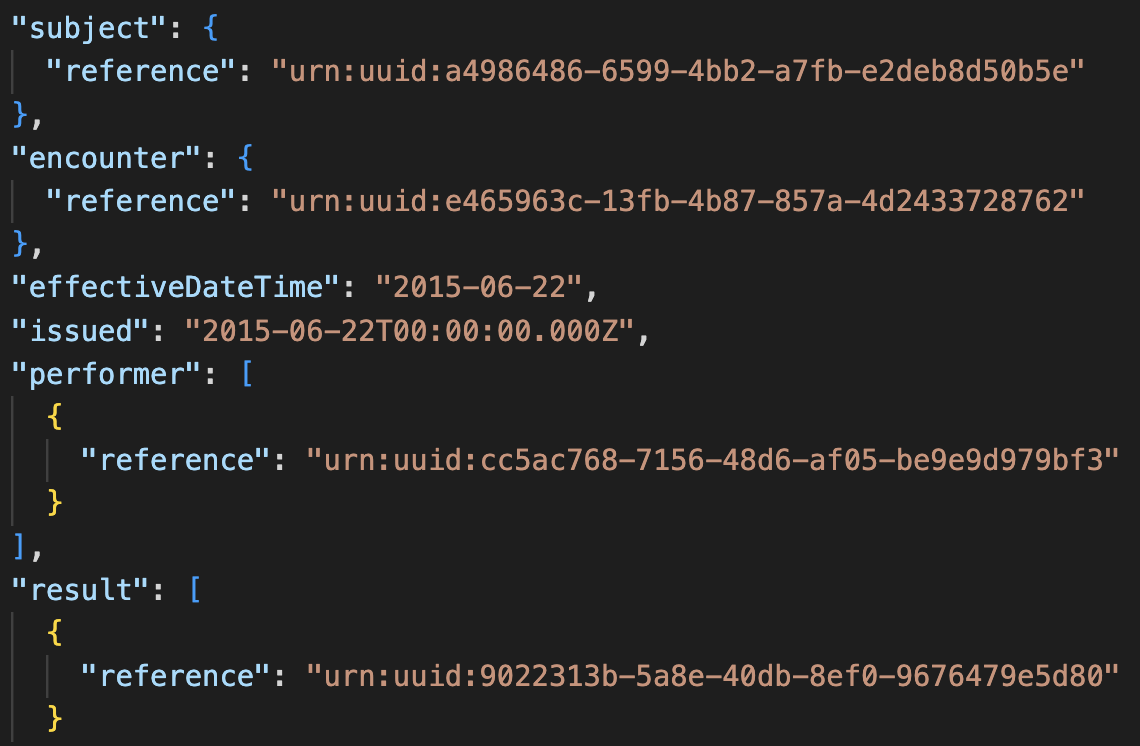 "subject": {
"reference": "urn:uuid:a4986486-6599-4bb2-a7fb-e2deb8d50b5e"
},
"encounter": {
"reference": "urn:uuid:e465963c-13fb-4b87-857a-4d2433728762"
},
"effectiveDateTime": "2015-06-22",
"issued": "2015-06-22T00:00:00.000Z",
"performer": [
{
"reference": "urn:uuid:cc5ac768-7156-48d6-af05-be9e9d979bf3"
}
],
"result": [
{
"reference": "urn:uuid:9022313b-5a8e-40db-8ef0-9676479e5d80"
}